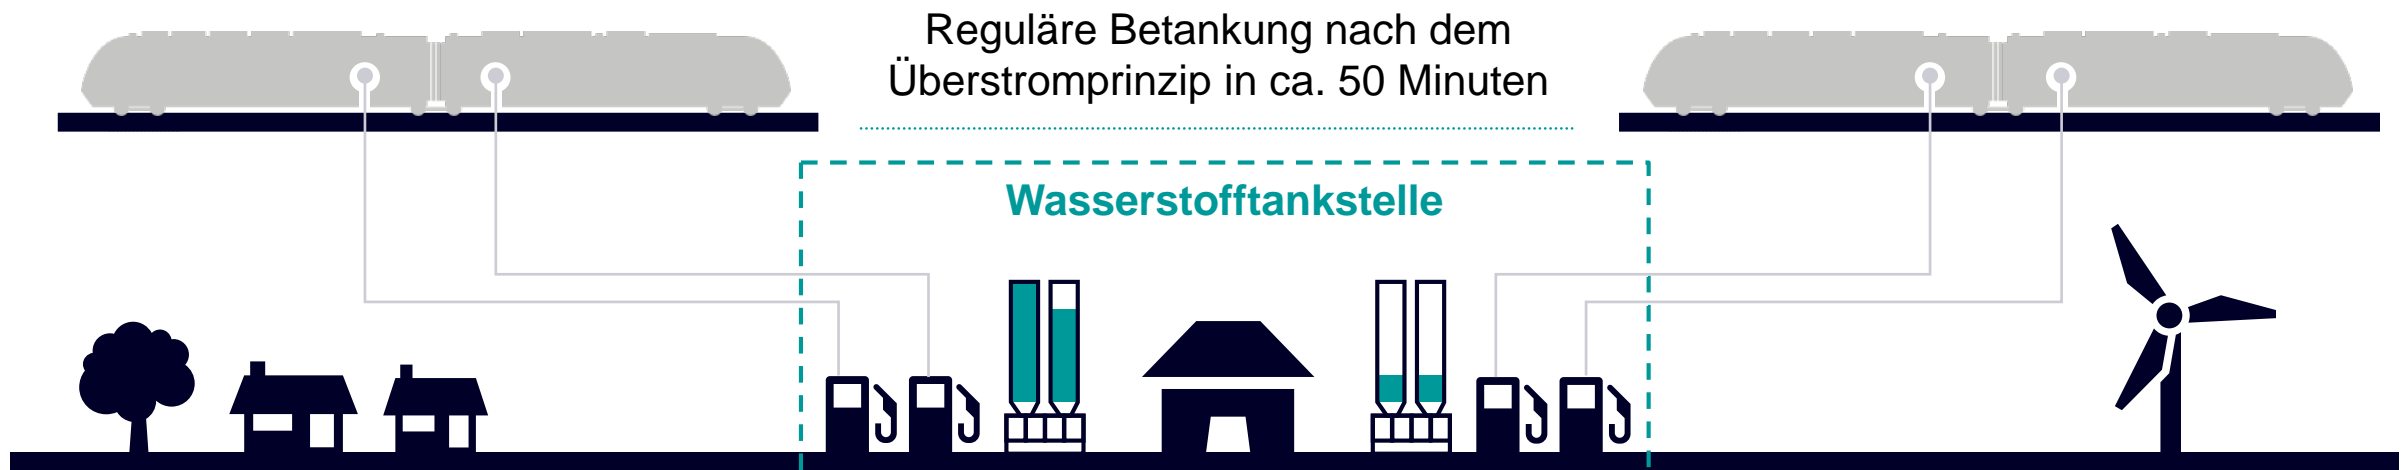 Reguläre Betankung nach dem
Überstromprinzip in ca. 50 Minuten
Wasserstofftankstelle